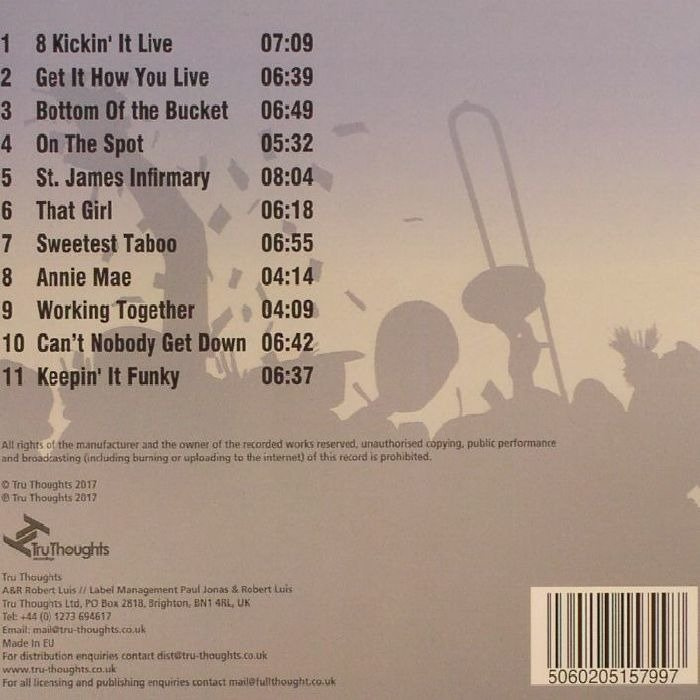 1 8 Kickin' It Live 07:09
2 Get It How You Live 06:39
3 Bottom Of the Bucket 06:49
4 On The Spot 05:32
5 St. James Infirmary 08:04
6 That Girl 06:18
7 Sweetest Taboo 06:55
8 Annie Mae 04:14
9 Working Together 04:09
10 Can't Nobody Get Down 06:42
11 Keepin' It Funky 06:37
All rights of the manufacturer and the owner of the recorded works reserved, unauthorised copying, public performance
and broadcasting (including burning or uploading to the internet) of this record is prohibited.
© Tru Thoughts 2017
℗ Tru Thoughts 2017
TruThoughts
recordings
Tru Thoughts
A&R Robert Luis // Label Management Paul Jonas & Robert Luis
Tru Thoughts Ltd, PO Box 2818, Brighton, BN1 4RL, UK
Tel: +44 (0) 1273 694617
Email: mail@tru-thoughts.co.uk
Made In EU
For distribution enquiries contact dist@tru-thoughts.co.uk
www.tru-thoughts.co.uk
For all licensing and publishing enquiries contact mail@fullthought.co.uk
5060205157997